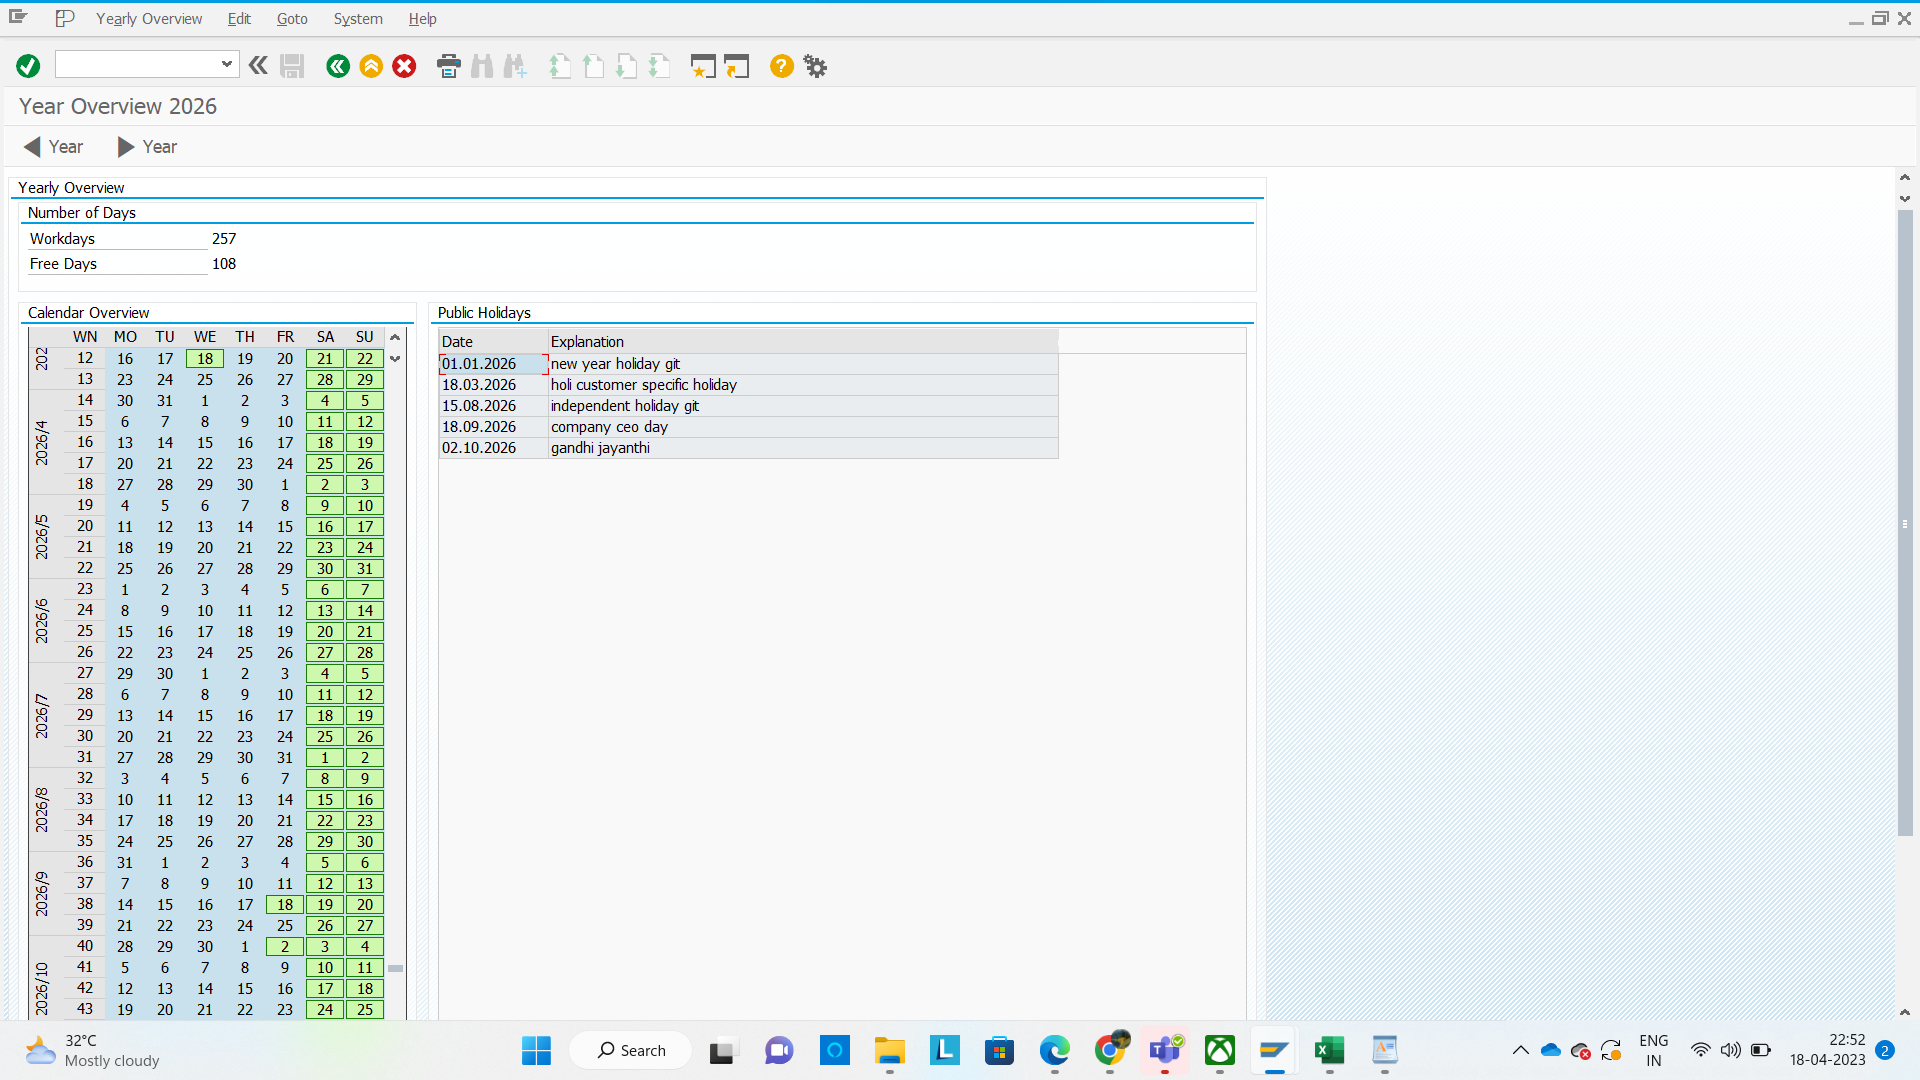 Yearly Overview Edit Goto System Help
Year Overview 2026
Year Year
Yearly Overview
Number of Days
Workdays 257
Free Days 108
Calendar Overview
WN MO TU WE TH FR SA SU
202
12 16 17 18 19 20 21 22
13 23 24 25 26 27 28 29
2026/4
14 30 31 1 2 3 4 5
15 6 7 8 9 10 11 12
16 13 14 15 16 17 18 19
17 20 21 22 23 24 25 26
18 27 28 29 30 1 2 3
2026/5
19 4 5 6 7 8 9 10
20 11 12 13 14 15 16 17
21 18 19 20 21 22 23 24
22 25 26 27 28 29 30 31
2026/6
23 1 2 3 4 5 6 7
24 8 9 10 11 12 13 14
25 15 16 17 18 19 20 21
26 22 23 24 25 26 27 28
2026/7
27 29 30 1 2 3 4 5
28 6 7 8 9 10 11 12
29 13 14 15 16 17 18 19
30 20 21 22 23 24 25 26
31 27 28 29 30 31 1 2
2026/8
32 3 4 5 6 7 8 9
33 10 11 12 13 14 15 16
34 17 18 19 20 21 22 23
35 24 25 26 27 28 29 30
2026/9
36 31 1 2 3 4 5 6
37 7 8 9 10 11 12 13
38 14 15 16 17 18 19 20
39 21 22 23 24 25 26 27
2026/10
40 28 29 30 1 2 3 4
41 5 6 7 8 9 10 11
42 12 13 14 15 16 17 18
43 19 20 21 22 23 24 25
Public Holidays
Date Explanation
01.01.2026 new year holiday git
18.03.2026 holi customer specific holiday
15.08.2026 independent holiday git
18.09.2026 company ceo day
02.10.2026 gandhi jayanthi
32°C
Mostly cloudy
Search
ENG
IN
22:52
18-04-2023
2